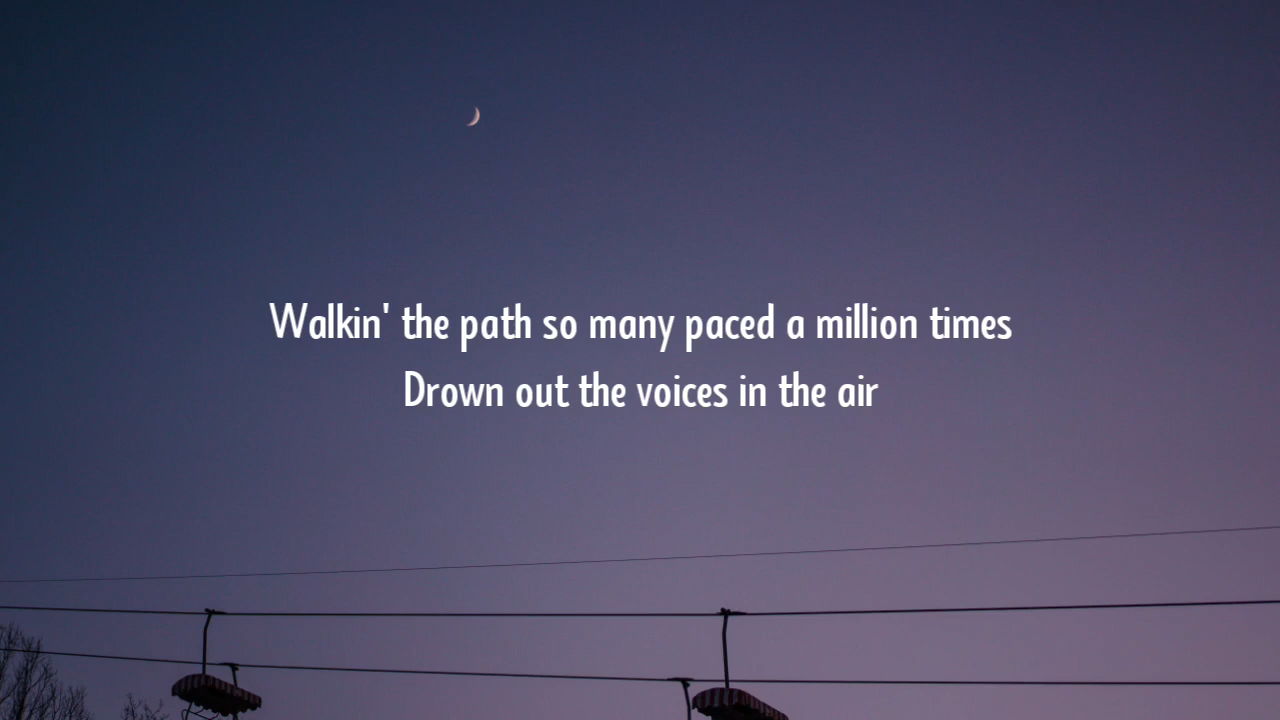 Walkin' the path so many paced a million times
Drown out the voices in the air